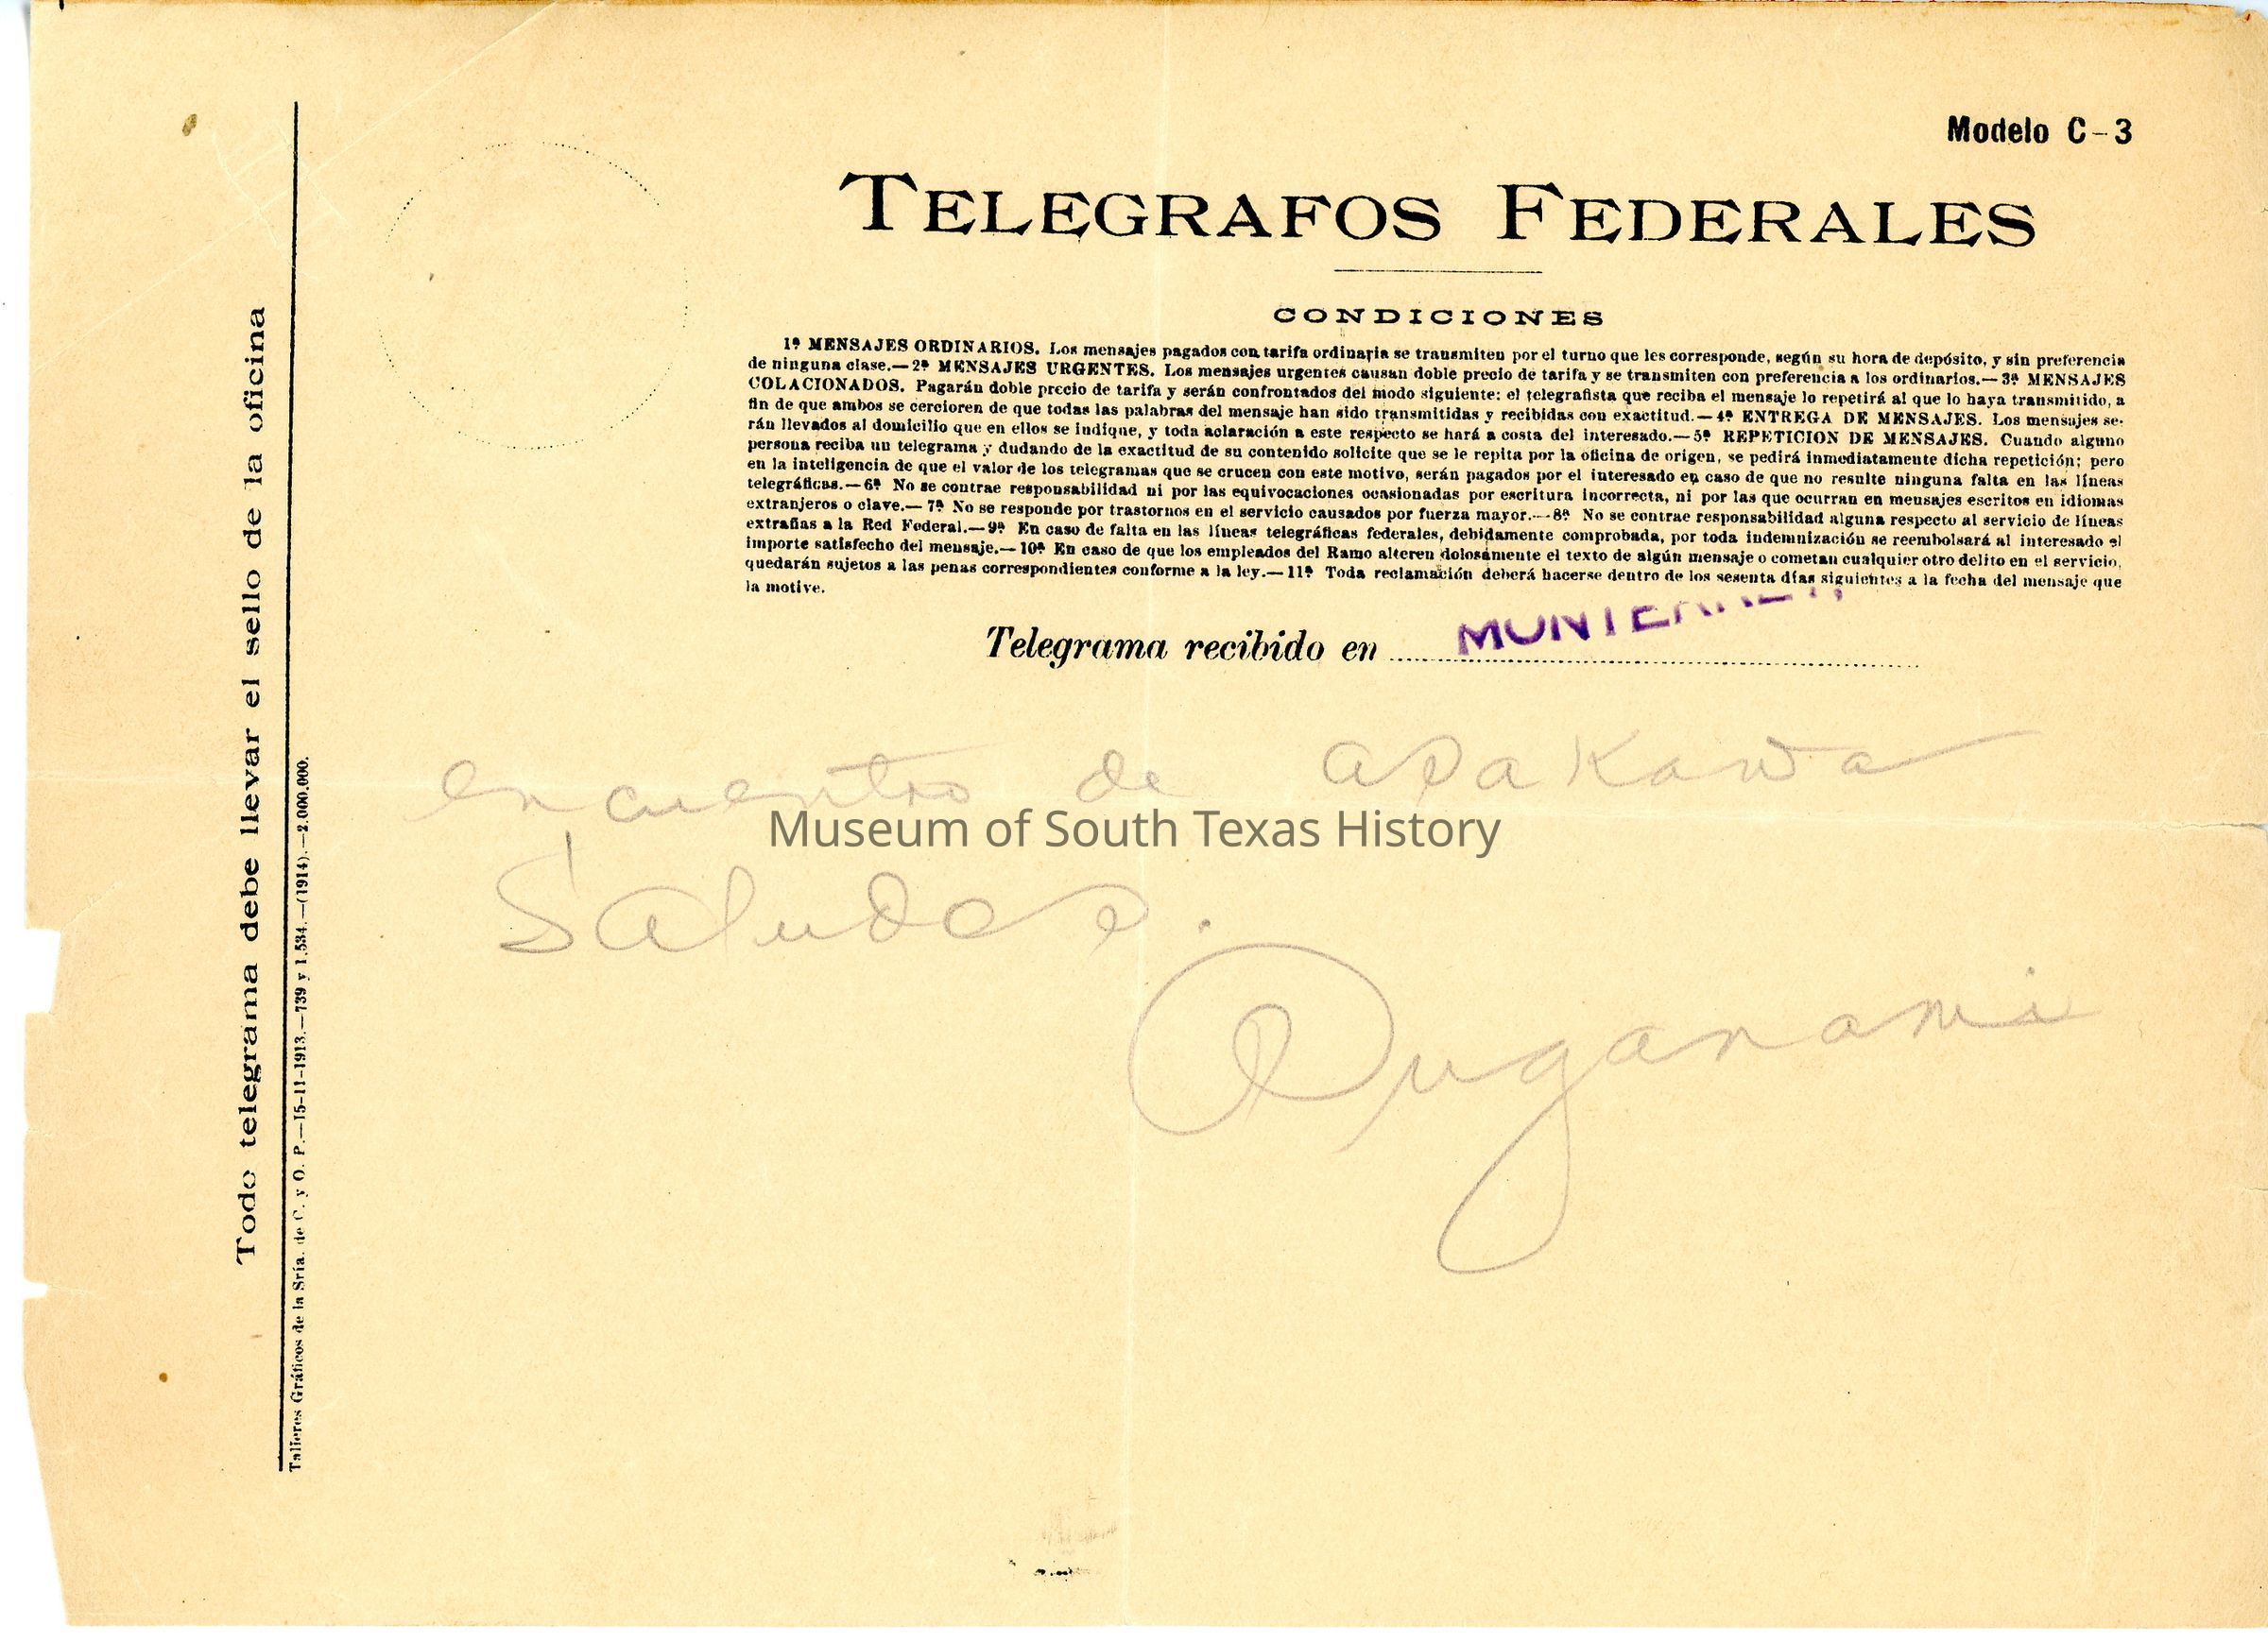 Modelo C-3
TELEGRAFOS FEDERALES
CONDICIONES
1ª MENSAJES ORDINARIOS. Los mensajes pagados con tarifa ordinaria se transmiten por el turno que les corresponde, según su hora de depósito, y sin preferencia
de ninguna clase.—2ª MENSAJES URGENTES. Los mensajes urgentes causan doble precio de tarifa y se transmiten con preferencia a los ordinarios.—3ª MENSAJES
COLACIONADOS. Pagarán doble precio de tarifa y serán confrontados del modo siguiente: el telegrafista que reciba el mensaje lo repetirá al que lo haya transmitido, a
fin de que ambos se cercioren de que todas las palabras del mensaje han sido transmitidas y recibidas con exactitud.—4ª ENTREGA DE MENSAJES. Los mensajes se-
rán llevados al domicilio que en ellos se indique, y toda aclaración a este respecto se hará a costa del interesado.—5ª REPETICION DE MENSAJES. Cuando alguno
persona reciba un telegrama y dudando de la exactitud de su contenido solicite que se le repita por la oficina de origen, se pedirá inmediatamente dicha repetición; pero
en la inteligencia de que el valor de los telegramas que se crucen con este motivo, serán pagados por el interesado en caso de que no resulte ninguna falta en las líneas
telegráficas.—6ª No se contrae responsabilidad ni por las equivocaciones ocasionadas por escritura incorrecta, ni por las que ocurran en mensajes escritos en idiomas
extranjeros o clave.—7ª No se responde por trastornos en el servicio causados por fuerza mayor.—8ª No se contrae responsabilidad alguna respecto al servicio de líneas
extrañas a la Red Federal.—9ª En caso de falta en las líneas telegráficas federales, debidamente comprobada, por toda indemnización se reembolsará al interesado el
importe satisfecho del mensaje.—10ª En caso de que los empleados del Ramo alteren dolosamente el texto de algún mensaje o cometan cualquier otro delito en el servicio,
quedarán sujetos a las penas correspondientes conforme a la ley.—11ª Toda reclamación deberá hacerse dentro de los sesenta días siguientes a la fecha del mensaje que
la motive.
Telegrama recibido en MONTERREY
encuentro de asakawa
Museum of South Texas History
Saludos.
Todo telegrama debe llevar el sello de la oficina
Talleres Gráficos de la Sría. de C. y O. P.—15-11-1913.—739 y 1.534.—(1914).—2.000.000.